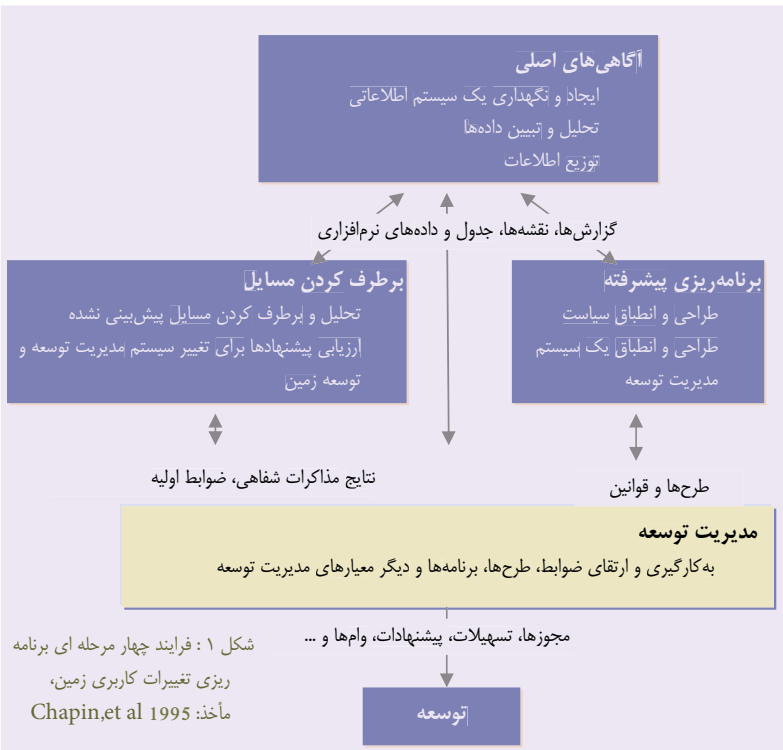 آگاهی‌های اصلی
ایجاد و نگهداری یک سیستم اطلاعاتی
تحلیل و تبیین داده‌ها
توزیع اطلاعات
گزارش‌ها، نقشه‌ها، جدول و داده‌های نرم‌افزاری
برنامه‌ریزی پیشرفته
طراحی و انطباق سیاست
طراحی و انطباق یک سیستم
مدیریت توسعه
برطرف کردن مسایل
تحلیل و برطرف کردن مسایل پیش‌بینی نشده
ارزیابی پیشنهادها برای تغییر سیستم مدیریت توسعه و
توسعه زمین
طرح‌ها و قوانین
نتایج مذاکرات شفاهی، ضوابط اولیه
مدیریت توسعه
به‌کارگیری و ارتقای ضوابط، طرح‌ها، برنامه‌ها و دیگر معیارهای مدیریت توسعه
مجوزها، تسهیلات، پیشنهادات، وام‌ها و ...
توسعه
شکل ۱ : فرایند چهار مرحله ای برنامه
ریزی تغییرات کاربری زمین،
مأخذ: Chapin,et al 1995